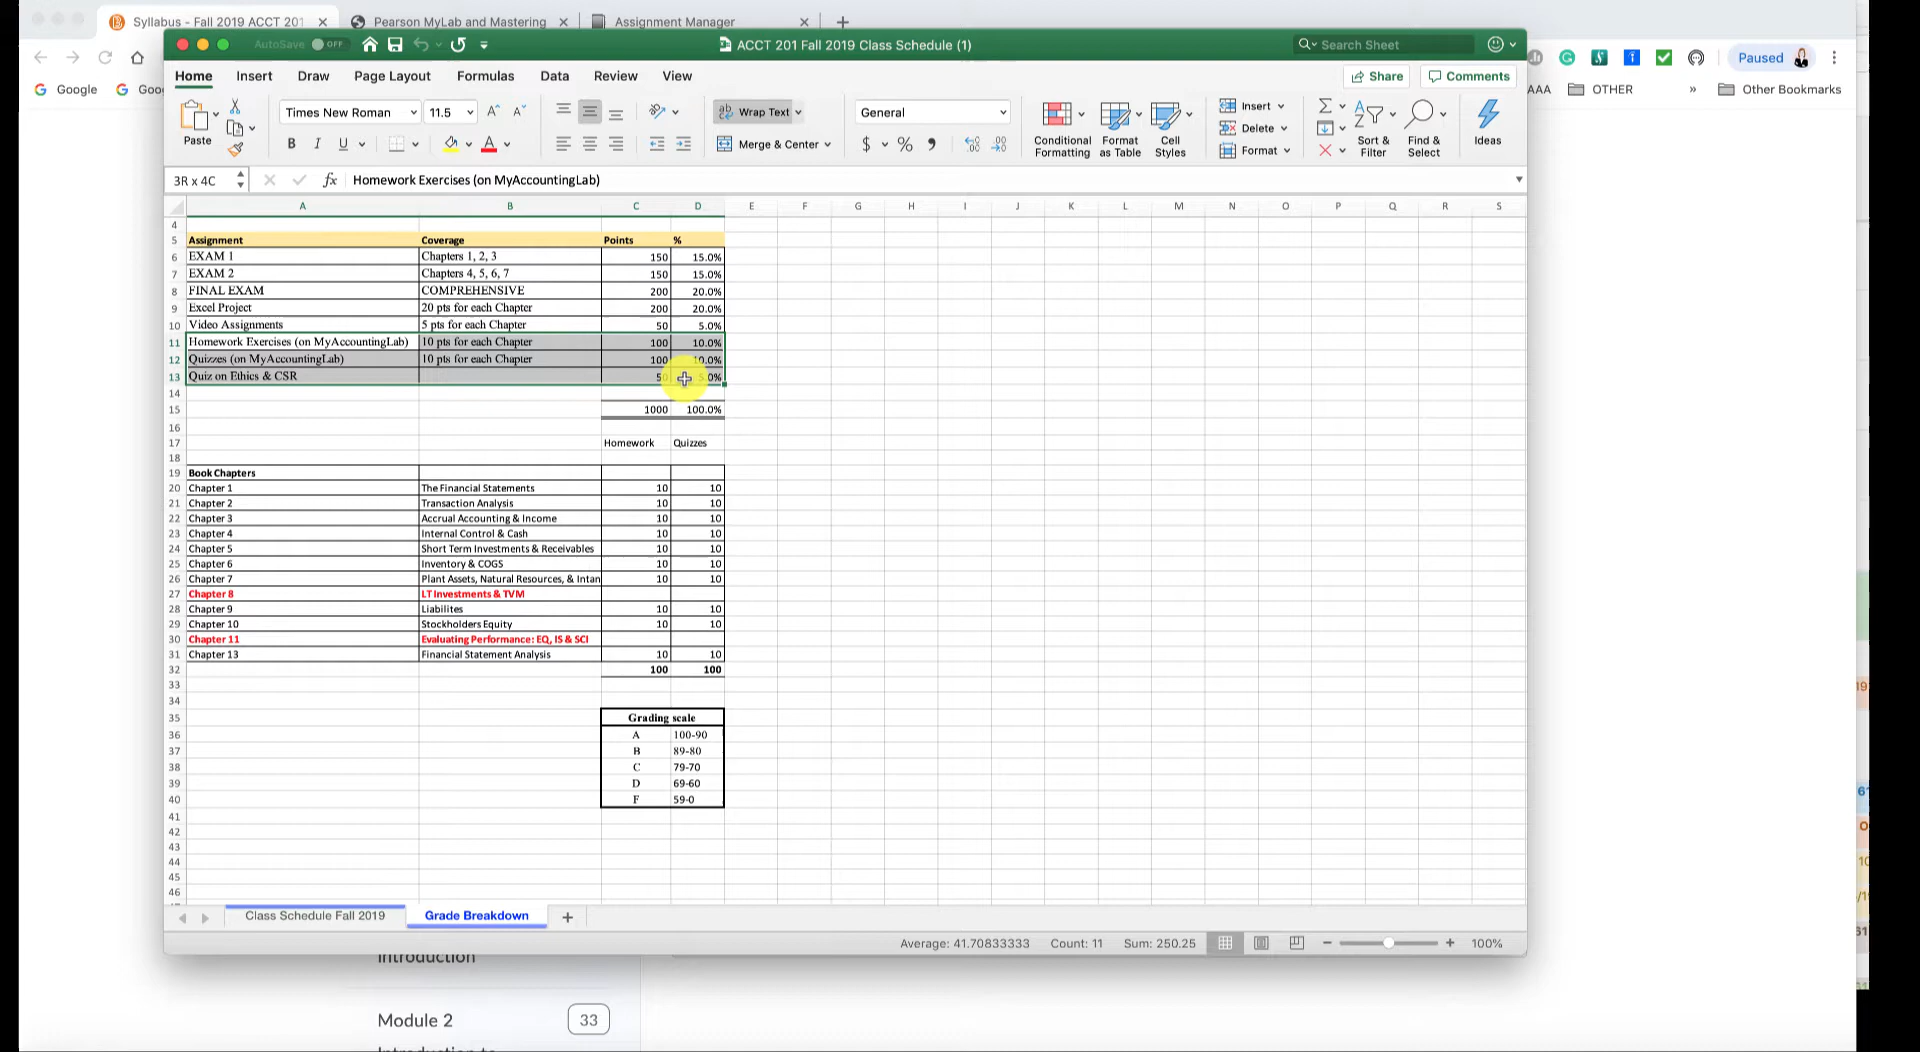 Syllabus - Fall 2019 ACCT 201
Pearson MyLab and Mastering
Assignment Manager
AutoSave OFF
ACCT 201 Fall 2019 Class Schedule (1)
Search Sheet
Paused
Google
AAA
OTHER
»
Other Bookmarks
Home Insert Draw Page Layout Formulas Data Review View
Share
Comments
Paste
Times New Roman
11.5
Wrap Text
General
Merge & Center
Conditional Formatting
Format as Table
Cell Styles
Insert
Delete
Format
Sort & Filter
Find & Select
Ideas
3R x 4C
fx Homework Exercises (on MyAccountingLab)
A B C D E F G H I J K L M N O P Q R S
4
5 Assignment Coverage Points %
6 EXAM 1 Chapters 1, 2, 3 150 15.0%
7 EXAM 2 Chapters 4, 5, 6, 7 150 15.0%
8 FINAL EXAM COMPREHENSIVE 200 20.0%
9 Excel Project 20 pts for each Chapter 200 20.0%
10 Video Assignments 5 pts for each Chapter 50 5.0%
11 Homework Exercises (on MyAccountingLab) 10 pts for each Chapter 100 10.0%
12 Quizzes (on MyAccountingLab) 10 pts for each Chapter 100 10.0%
13 Quiz on Ethics & CSR 50 5.0%
14
15 1000 100.0%
16
17 Homework Quizzes
18
19 Book Chapters
20 Chapter 1 The Financial Statements 10 10
21 Chapter 2 Transaction Analysis 10 10
22 Chapter 3 Accrual Accounting & Income 10 10
23 Chapter 4 Internal Control & Cash 10 10
24 Chapter 5 Short Term Investments & Receivables 10 10
25 Chapter 6 Inventory & COGS 10 10
26 Chapter 7 Plant Assets, Natural Resources, & Intan 10 10
27 Chapter 8 LT Investments & TVM
28 Chapter 9 Liabilites 10 10
29 Chapter 10 Stockholders Equity 10 10
30 Chapter 11 Evaluating Performance: EQ, IS & SCI
31 Chapter 13 Financial Statement Analysis 10 10
32 100 100
33
34
35 Grading scale
36 A 100-90
37 B 89-80
38 C 79-70
39 D 69-60
40 F 59-0
41
42
43
44
45
46
Class Schedule Fall 2019
Grade Breakdown
Average: 41.70833333 Count: 11 Sum: 250.25
100%
Introduction
Module 2
33